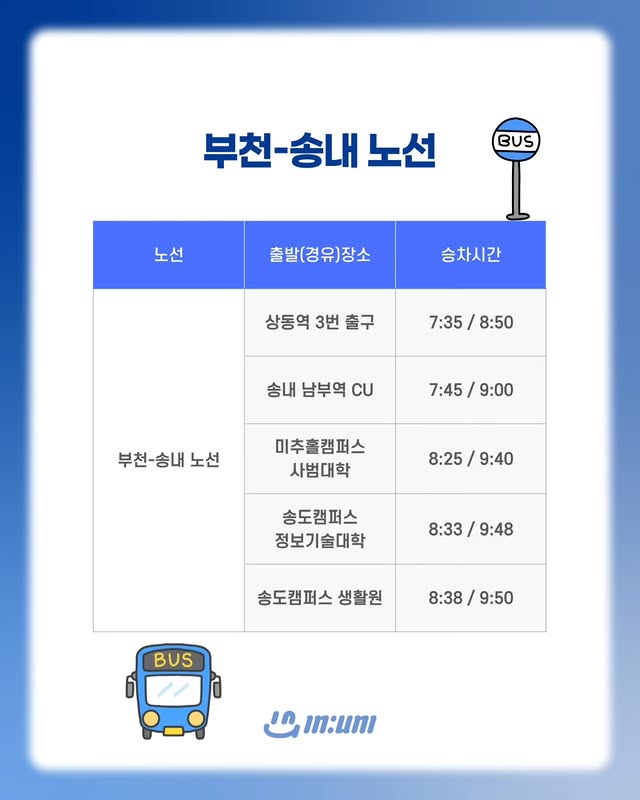 부천-송내 노선
BUS
노선 출발(경유)장소 승차시간
상동역 3번 출구 7:35 / 8:50
송내 남부역 CU 7:45 / 9:00
부천-송내 노선
미추홀캠퍼스
사범대학
8:25 / 9:40
송도캠퍼스
정보기술대학
8:33 / 9:48
송도캠퍼스 생활원 8:38 / 9:50
BUS
in:uni